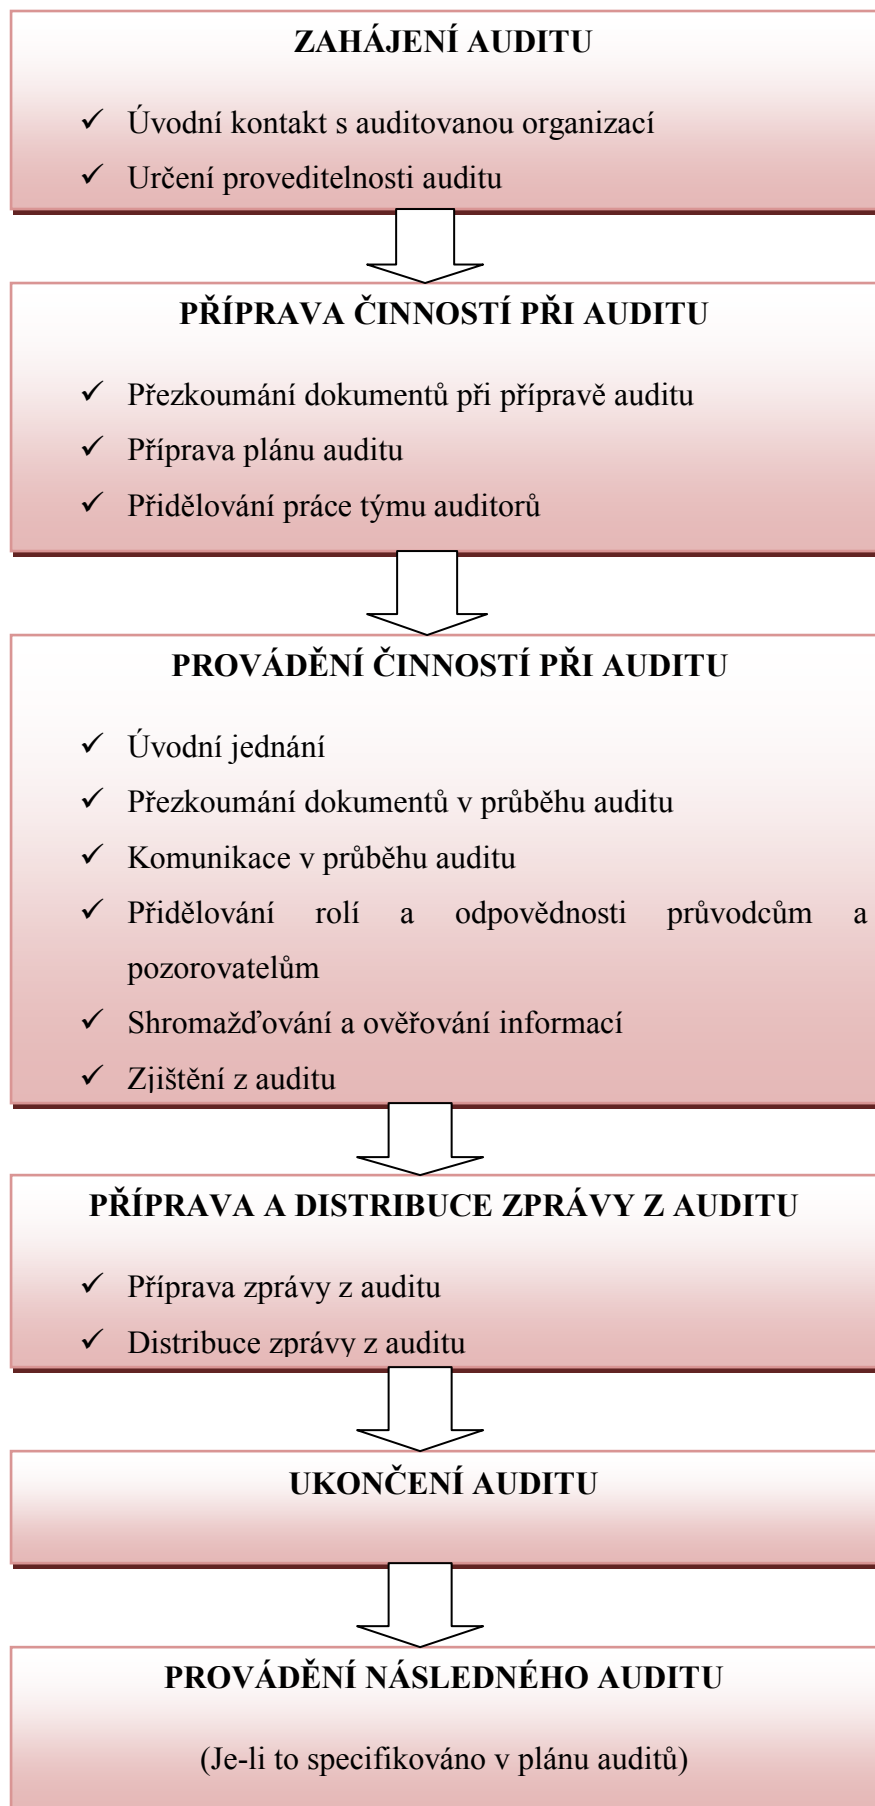 ZAHÁJENÍ AUDITU
✓ Úvodní kontakt s auditovanou organizací
✓ Určení proveditelnosti auditu
PŘÍPRAVA ČINNOSTÍ PŘI AUDITU
✓ Přezkoumání dokumentů při přípravě auditu
✓ Příprava plánu auditu
✓ Přidělování práce týmu auditorů
PROVÁDĚNÍ ČINNOSTÍ PŘI AUDITU
✓ Úvodní jednání
✓ Přezkoumání dokumentů v průběhu auditu
✓ Komunikace v průběhu auditu
✓ Přidělování rolí a odpovědnosti průvodcům a
pozorovatelům
✓ Shromažďování a ověřování informací
✓ Zjištění z auditu
PŘÍPRAVA A DISTRIBUCE ZPRÁVY Z AUDITU
✓ Příprava zprávy z auditu
✓ Distribuce zprávy z auditu
UKONČENÍ AUDITU
PROVÁDĚNÍ NÁSLEDNÉHO AUDITU
(Je-li to specifikováno v plánu auditů)